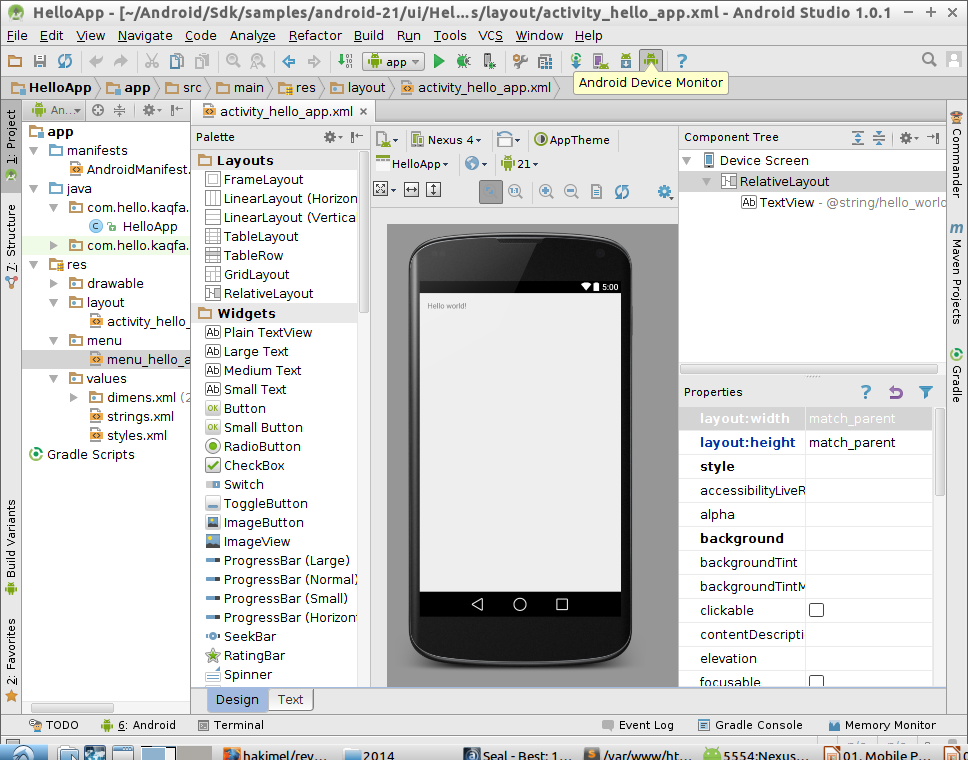 HelloApp - [~/Android/Sdk/samples/android-21/ui/Hel...s/layout/activity_hello_app.xml - Android Studio 1.0.1
File Edit View Navigate Code Analyze Refactor Build Run Tools VCS Window Help
app
Android Device Monitor
HelloApp app src main res layout activity_hello_app.xml
1: Project
7: Structure
Build Variants
2: Favorites
An...
app
manifests
AndroidManifest.
java
com.hello.kaqfa.
HelloApp
com.hello.kaqfa.
res
drawable
layout
activity_hello_
menu
menu_hello_a
values
dimens.xml (2
strings.xml
styles.xml
Gradle Scripts
activity_hello_app.xml
Palette
Layouts
FrameLayout
LinearLayout (Horizon
LinearLayout (Vertica
TableLayout
TableRow
GridLayout
RelativeLayout
Widgets
Ab Plain TextView
Ab Large Text
Ab Medium Text
Ab Small Text
OK Button
OK Small Button
RadioButton
CheckBox
Switch
ToggleButton
ImageButton
ImageView
ProgressBar (Large)
ProgressBar (Normal)
ProgressBar (Small)
ProgressBar (Horizon
SeekBar
RatingBar
Spinner
Design Text
Nexus 4 AppTheme
HelloApp 21
5:00
Hello world!
Component Tree
Device Screen
RelativeLayout
Ab TextView - @string/hello_world
Properties
layout:width match_parent
layout:height match_parent
style
accessibilityLiveR
alpha
background
backgroundTint
backgroundTintM
clickable
contentDescripti
elevation
focusable
Commander
Maven Projects
Gradle
TODO 6: Android Terminal Event Log Gradle Console Memory Monitor
hakimel/rev... 2014 Seal - Best: 1... /var/www/ht... 5554:Nexus... 01. Mobile P...